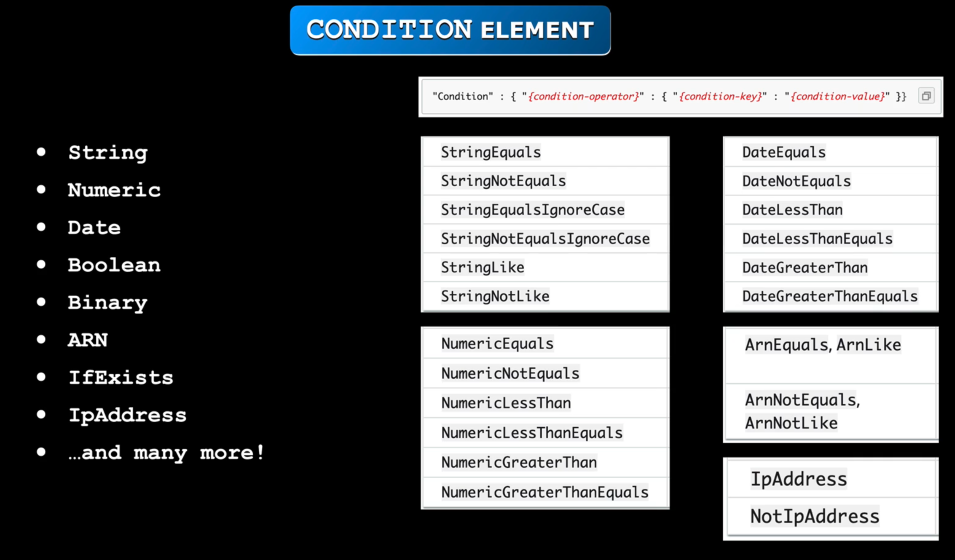 CONDITION ELEMENT
"Condition" : { "{condition-operator}" : { "{condition-key}" : "{condition-value}" }}
• String
• Numeric
• Date
• Boolean
• Binary
• ARN
• IfExists
• IpAddress
• …and many more!
StringEquals
StringNotEquals
StringEqualsIgnoreCase
StringNotEqualsIgnoreCase
StringLike
StringNotLike
NumericEquals
NumericNotEquals
NumericLessThan
NumericLessThanEquals
NumericGreaterThan
NumericGreaterThanEquals
DateEquals
DateNotEquals
DateLessThan
DateLessThanEquals
DateGreaterThan
DateGreaterThanEquals
ArnEquals, ArnLike
ArnNotEquals,
ArnNotLike
IpAddress
NotIpAddress